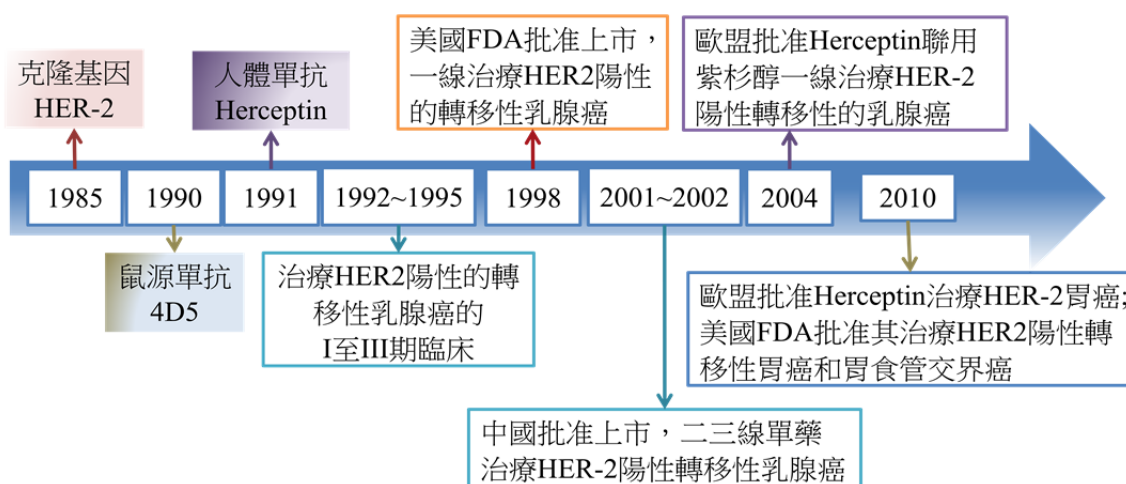 克隆基因
HER-2
人體單抗
Herceptin
美國FDA批准上市，
一線治療HER2陽性
的轉移性乳腺癌
歐盟批准Herceptin聯用
紫杉醇一線治療HER-2
陽性轉移性的乳腺癌
1985
1990
1991
1992~1995
1998
2001~2002
2004
2010
鼠源單抗
4D5
治療HER2陽性的轉
移性乳腺癌的
I至III期臨床
歐盟批准Herceptin治療HER-2胃癌;
美國FDA批准其治療HER2陽性轉
移性胃癌和胃食管交界癌
中國批准上市，二三線單藥
治療HER-2陽性轉移性乳腺癌